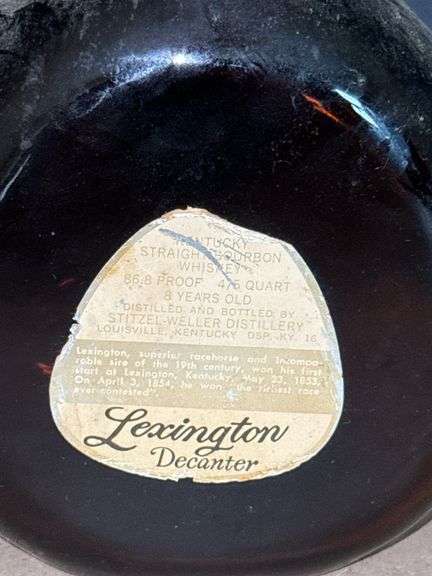 KENTUCKY
STRAIGHT BOURBON
WHISKEY
86.8 PROOF 4/5 QUART
8 YEARS OLD
DISTILLED AND BOTTLED BY
STITZEL-WELLER DISTILLERY
LOUISVILLE, KENTUCKY DSP. KY. 16
Lexington, superior racehorse and incompa-
rable sire of the 19th century, won his first
start at Lexington, Kentucky, May 23, 1853.
On April 3, 1854, he won "the fastest race
ever contested".
Lexington
Decanter